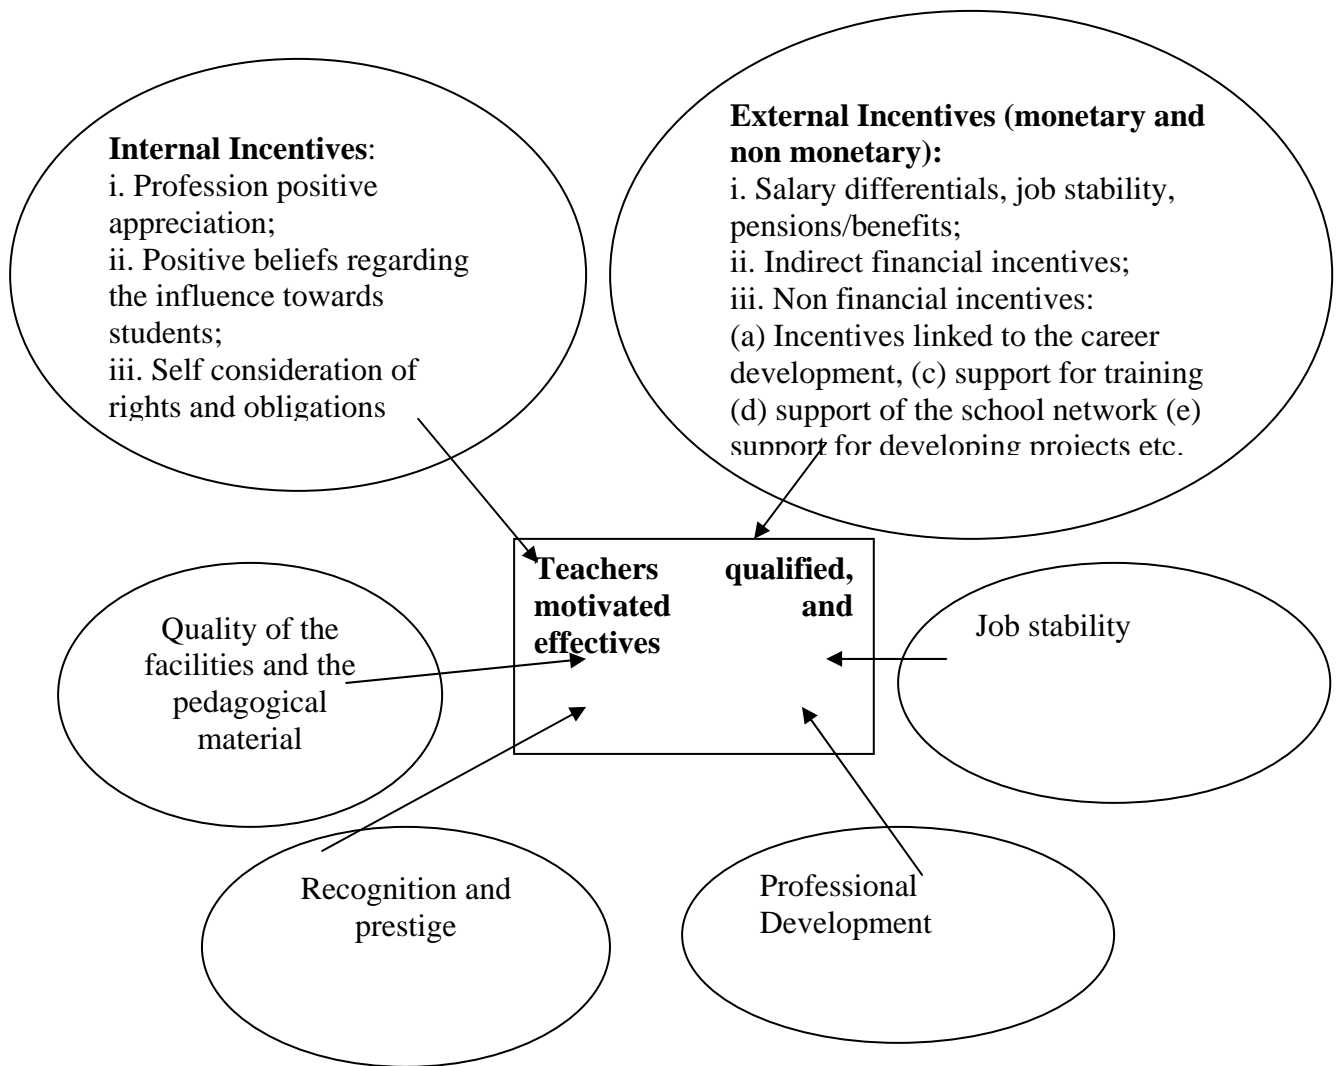 Internal Incentives:
i. Profession positive
appreciation;
ii. Positive beliefs regarding
the influence towards
students;
iii. Self consideration of
rights and obligations
External Incentives (monetary and
non monetary):
i. Salary differentials, job stability,
pensions/benefits;
ii. Indirect financial incentives;
iii. Non financial incentives:
(a) Incentives linked to the career
development, (c) support for training
(d) support of the school network (e)
support for developing projects etc.
Teachers qualified,
motivated and
effectives
Quality of the
facilities and the
pedagogical
material
Job stability
Recognition and
prestige
Professional
Development